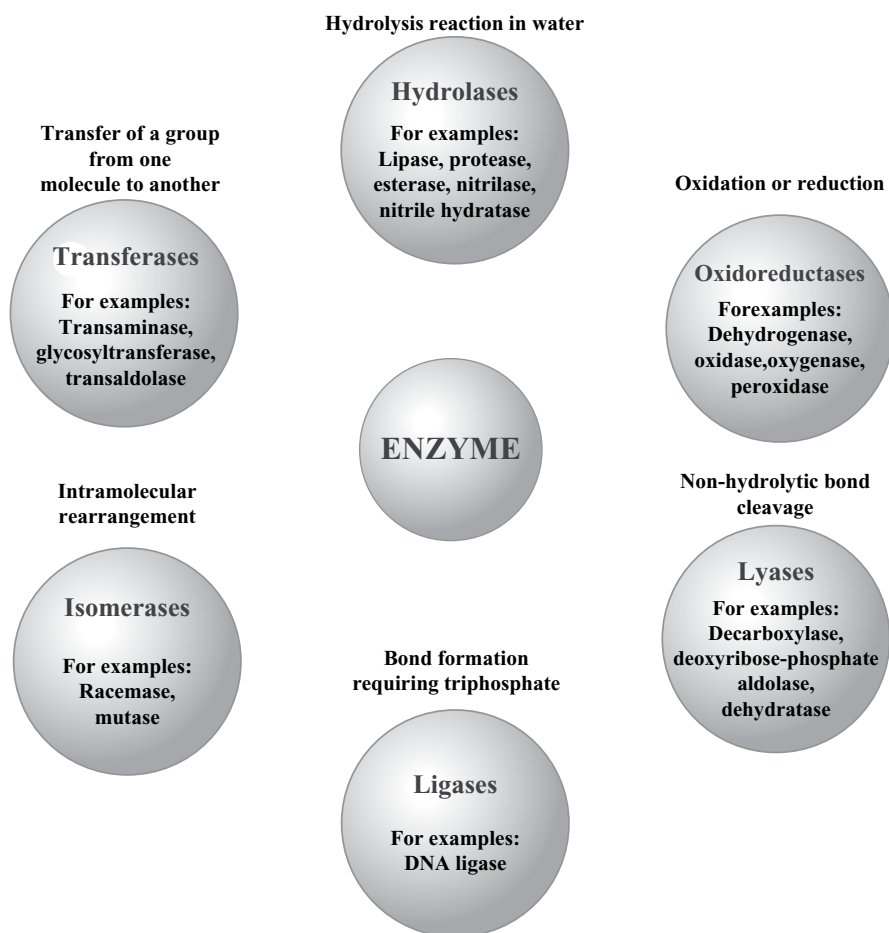 Hydrolysis reaction in water
Hydrolases
For examples:
Lipase, protease,
esterase, nitrilase,
nitrile hydratase
Transfer of a group
from one
molecule to another
Transferases
For examples:
Transaminase,
glycosyltransferase,
transaldolase
Oxidation or reduction
Oxidoreductases
Forexamples:
Dehydrogenase,
oxidase,oxygenase,
peroxidase
ENZYME
Intramolecular
rearrangement
Isomerases
For examples:
Racemase,
mutase
Non-hydrolytic bond
cleavage
Lyases
For examples:
Decarboxylase,
deoxyribose-phosphate
aldolase,
dehydratase
Bond formation
requiring triphosphate
Ligases
For examples:
DNA ligase